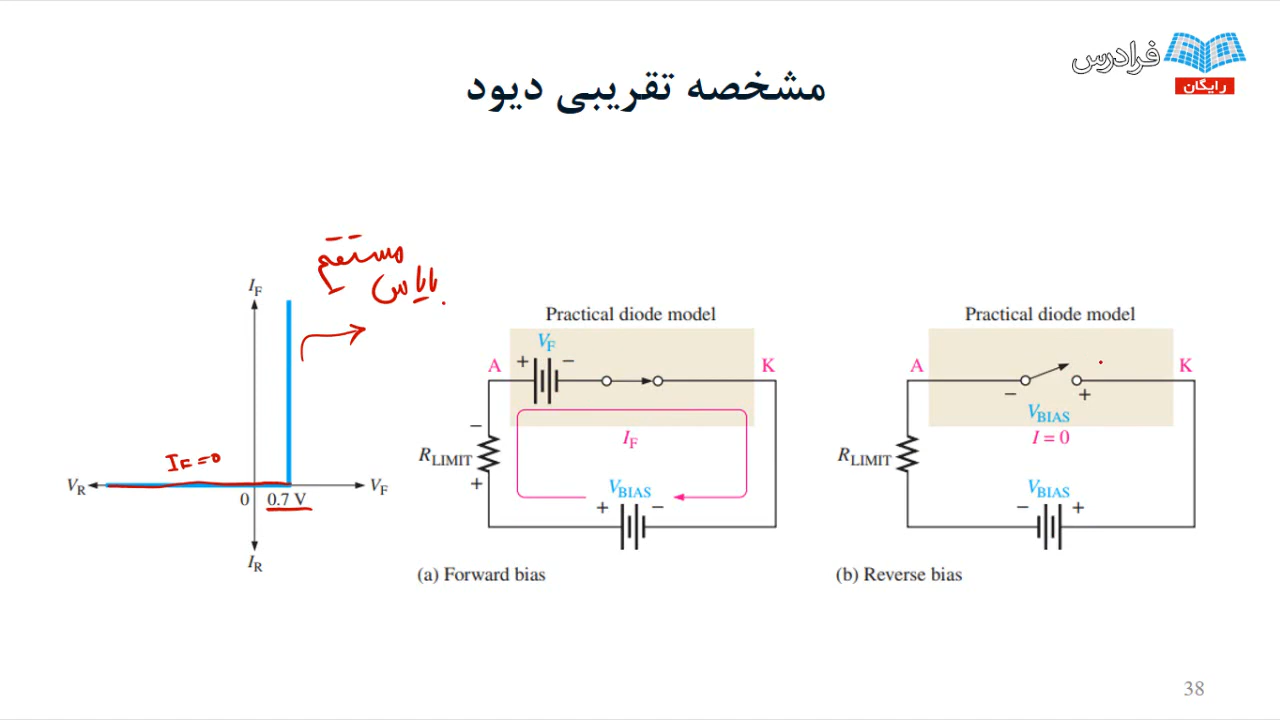 فرادرس
رایگان
مشخصه تقریبی دیود
مستقیم
بایاس
I_F
I_F = 0
V_R
0
0.7 V
V_F
I_R
Practical diode model
V_F
A
+
−
K
−
R_LIMIT
+
I_F
V_BIAS
+
−
(a) Forward bias
Practical diode model
A
K
−
+
V_BIAS
I = 0
R_LIMIT
V_BIAS
−
+
(b) Reverse bias
38